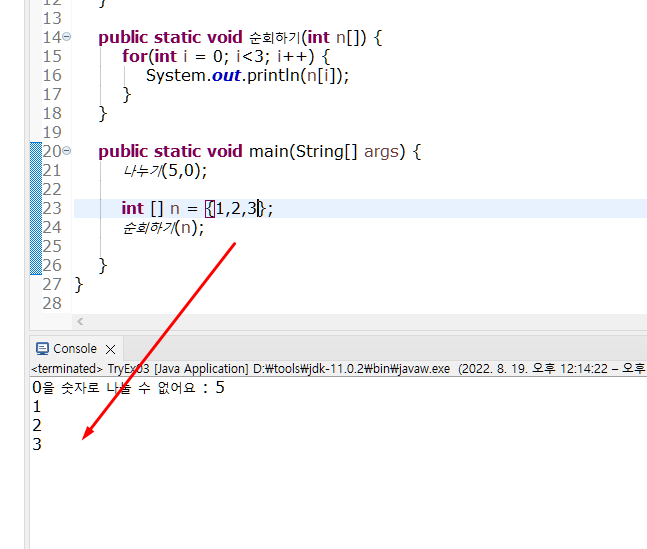 12 }
13
14 public static void 순회하기(int n[]) {
15 for(int i = 0; i<3; i++) {
16 System.out.println(n[i]);
17 }
18 }
19
20 public static void main(String[] args) {
21 나누기(5,0);
22
23 int [] n = {1,2,3};
24 순회하기(n);
25
26 }
27 }
28
Console
<terminated> TryEx03 [Java Application] D:₩tools₩jdk-11.0.2₩bin₩javaw.exe (2022. 8. 19. 오후 12:14:22 – 오후
0을 숫자로 나눌 수 없어요 : 5
1
2
3